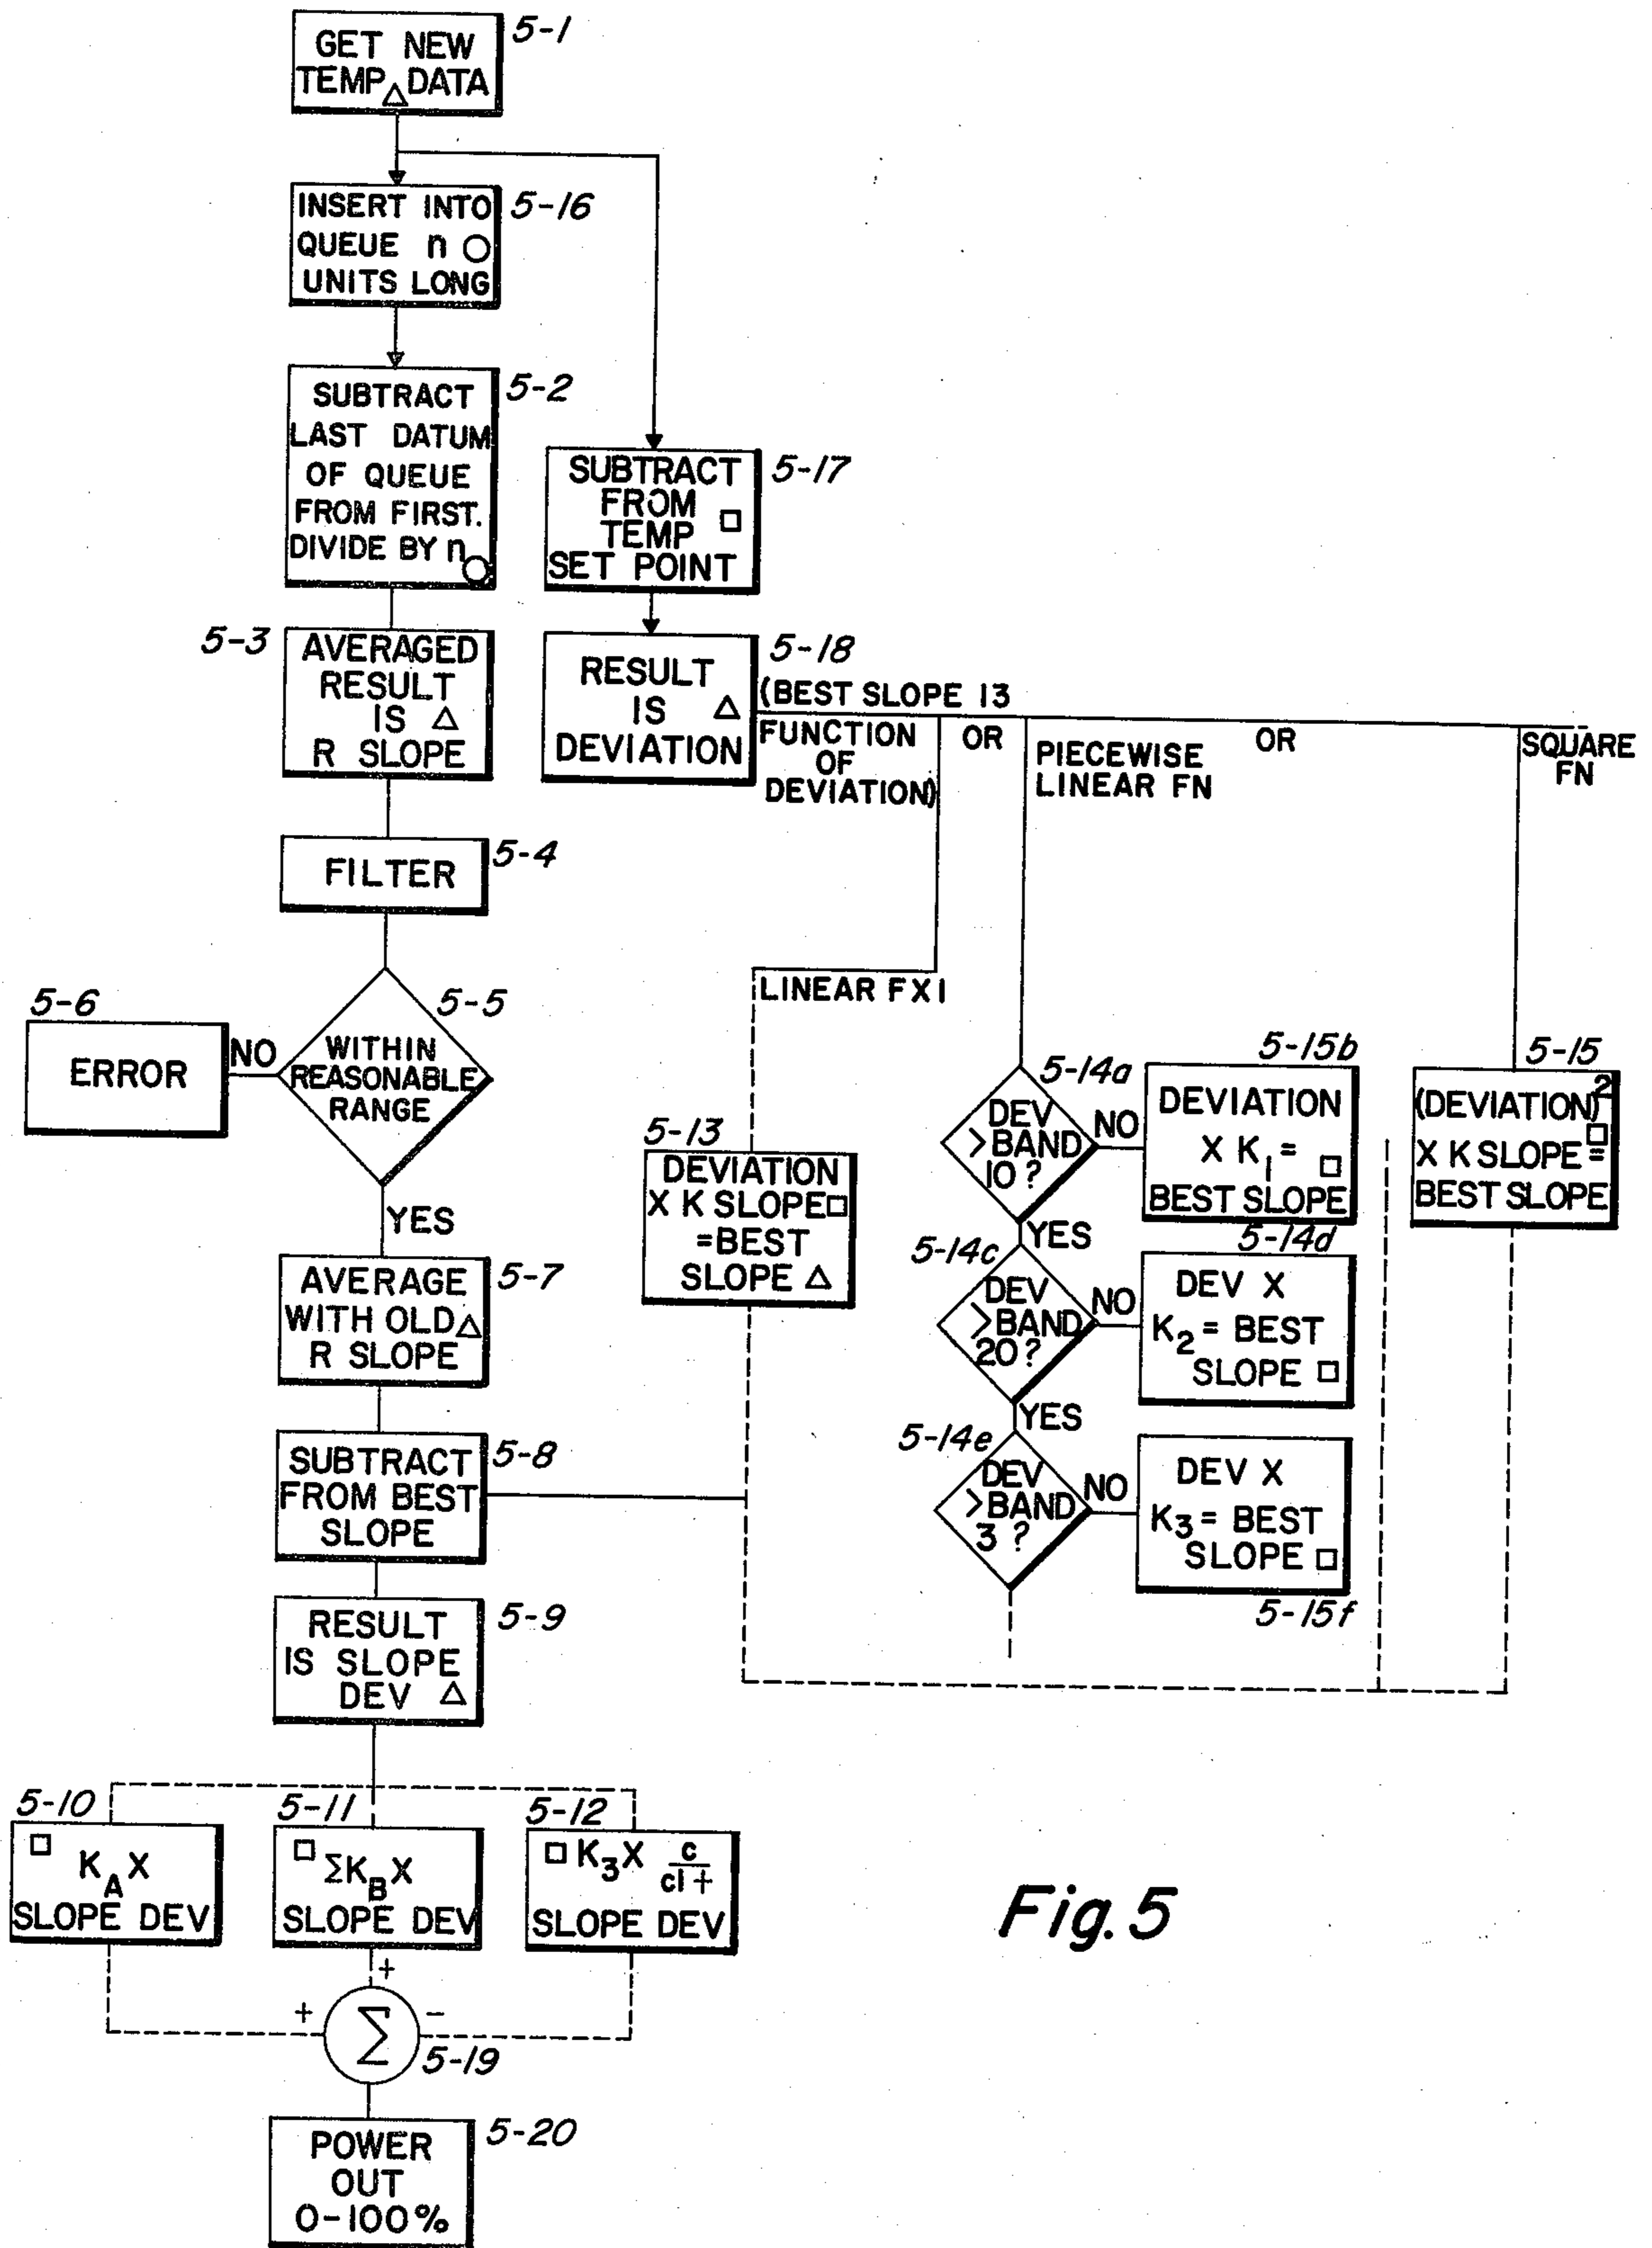 5-1
GET NEW
TEMP △ DATA
5-16
INSERT INTO
QUEUE n ○
UNITS LONG
5-2
SUBTRACT
LAST DATUM
OF QUEUE
FROM FIRST.
DIVIDE BY n ○
5-17
SUBTRACT
FROM
TEMP □
SET POINT
5-3
AVERAGED
RESULT
IS △
R SLOPE
5-18
RESULT
IS △
DEVIATION
(BEST SLOPE 13
FUNCTION
OF
DEVIATION)
OR
PIECEWISE
LINEAR FN
OR
SQUARE
FN
5-4
FILTER
LINEAR FX1
5-5
WITHIN
REASONABLE
RANGE
NO
5-6
ERROR
YES
5-13
DEVIATION
X K SLOPE □
=BEST
SLOPE △
5-14a
DEV
>BAND
10 ?
NO
5-15b
DEVIATION
X K₁ = □
BEST SLOPE
5-15
(DEVIATION)²
X K SLOPE □ =
BEST SLOPE
YES
5-14c
DEV
>BAND
20 ?
NO
5-14d
DEV X
K₂ = BEST
SLOPE □
YES
5-14e
DEV
>BAND
3 ?
NO
DEV X
K₃ = BEST
SLOPE □
5-15f
5-7
AVERAGE
WITH OLD △
R SLOPE
5-8
SUBTRACT
FROM BEST
SLOPE
5-9
RESULT
IS SLOPE
DEV △
5-10
□
K_A X
SLOPE DEV
5-11
□ ΣK_B X
SLOPE DEV
5-12
□ K₃ X c/cl+
SLOPE DEV
+
+
-
Σ
5-19
5-20
POWER
OUT
0-100%
Fig. 5